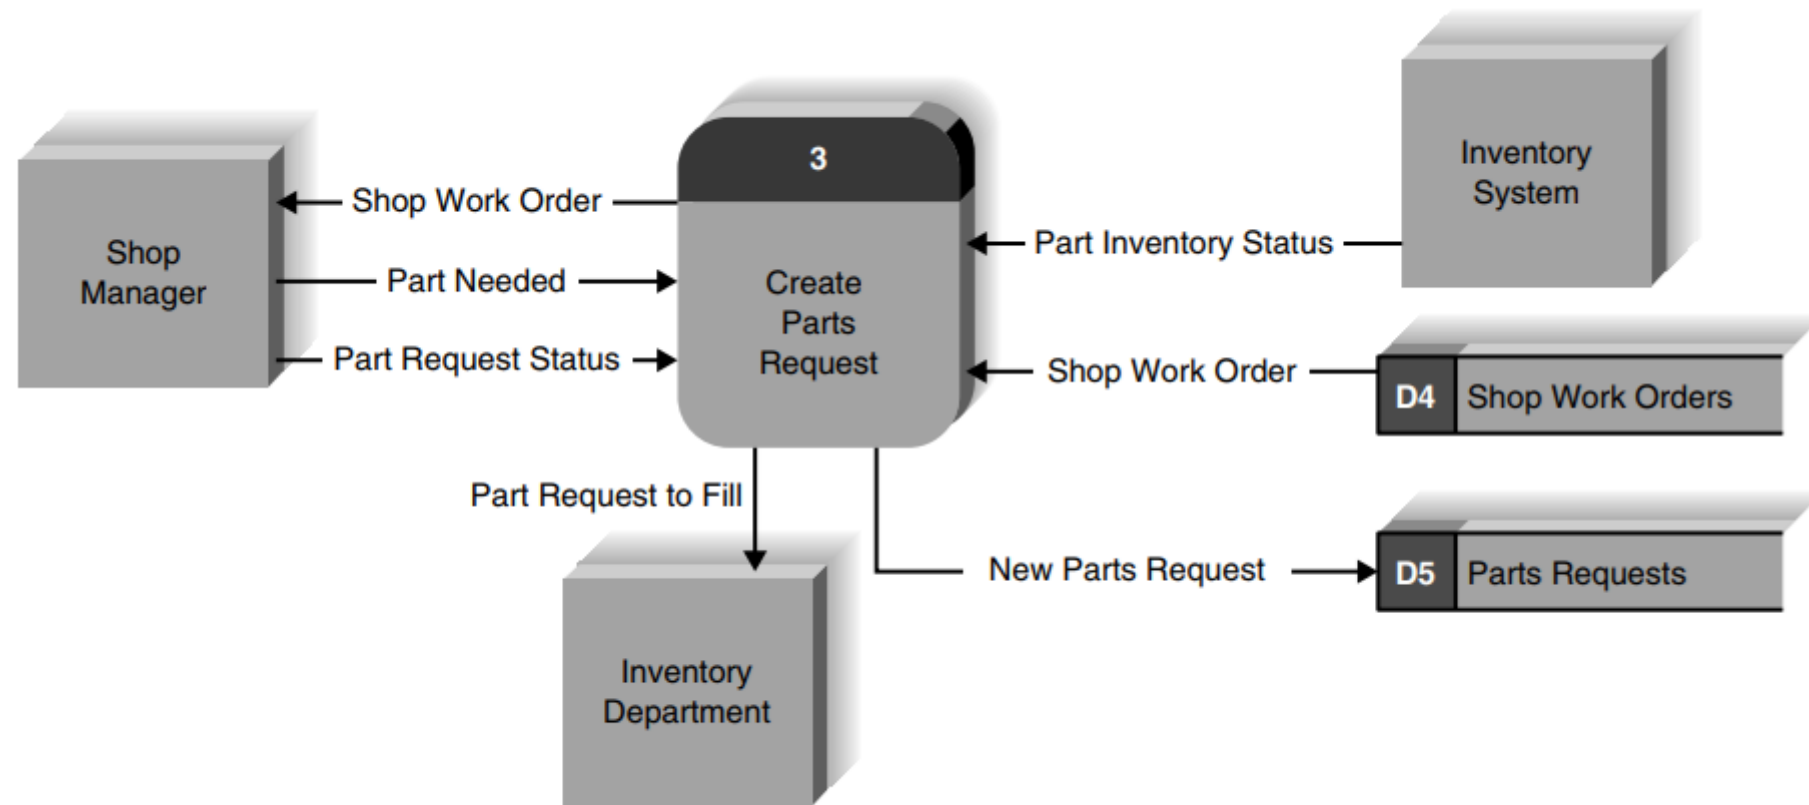 3
Inventory
System
Shop Work Order
Shop
Manager
Part Inventory Status
Part Needed
Create
Parts
Request
Part Request Status
Shop Work Order
D4 Shop Work Orders
Part Request to Fill
New Parts Request
D5 Parts Requests
Inventory
Department